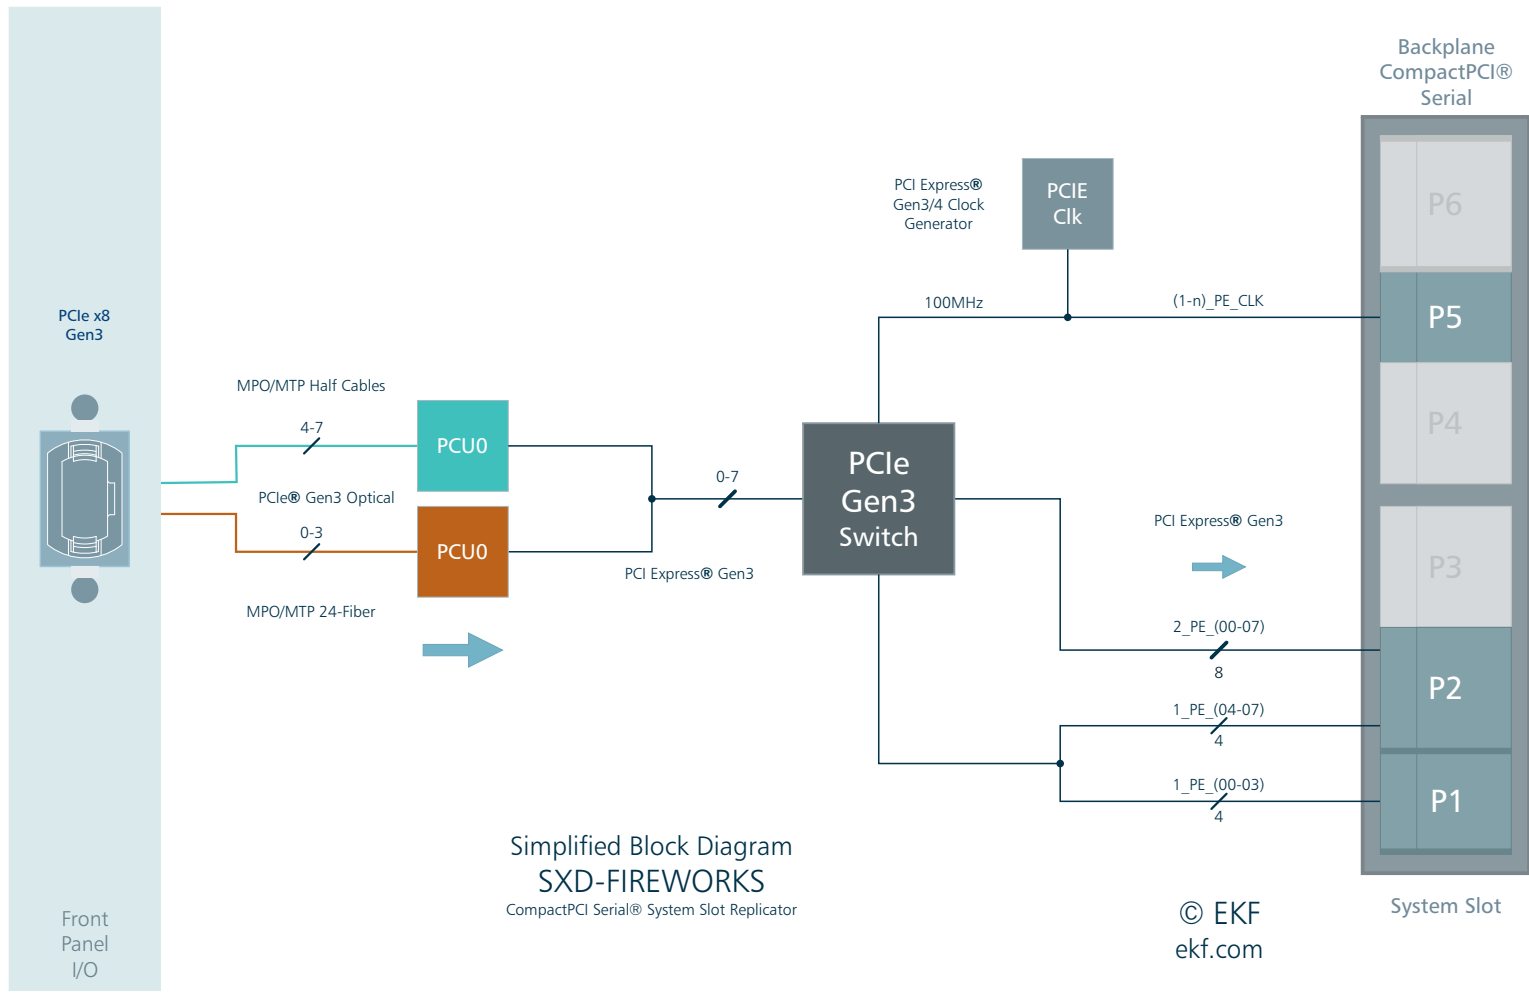 Backplane
CompactPCI®
Serial
P6
PCI Express®
Gen3/4 Clock
Generator
PCIE
Clk
100MHz
(1-n)_PE_CLK
P5
PCIe x8
Gen3
MPO/MTP Half Cables
4-7
PCU0
P4
PCIe® Gen3 Optical
0-3
PCU0
0-7
PCIe
Gen3
Switch
PCI Express® Gen3
PCI Express® Gen3
P3
MPO/MTP 24-Fiber
2_PE_(00-07)
8
P2
1_PE_(04-07)
4
1_PE_(00-03)
4
P1
Simplified Block Diagram
SXD-FIREWORKS
CompactPCI Serial® System Slot Replicator
© EKF
ekf.com
System Slot
Front
Panel
I/O